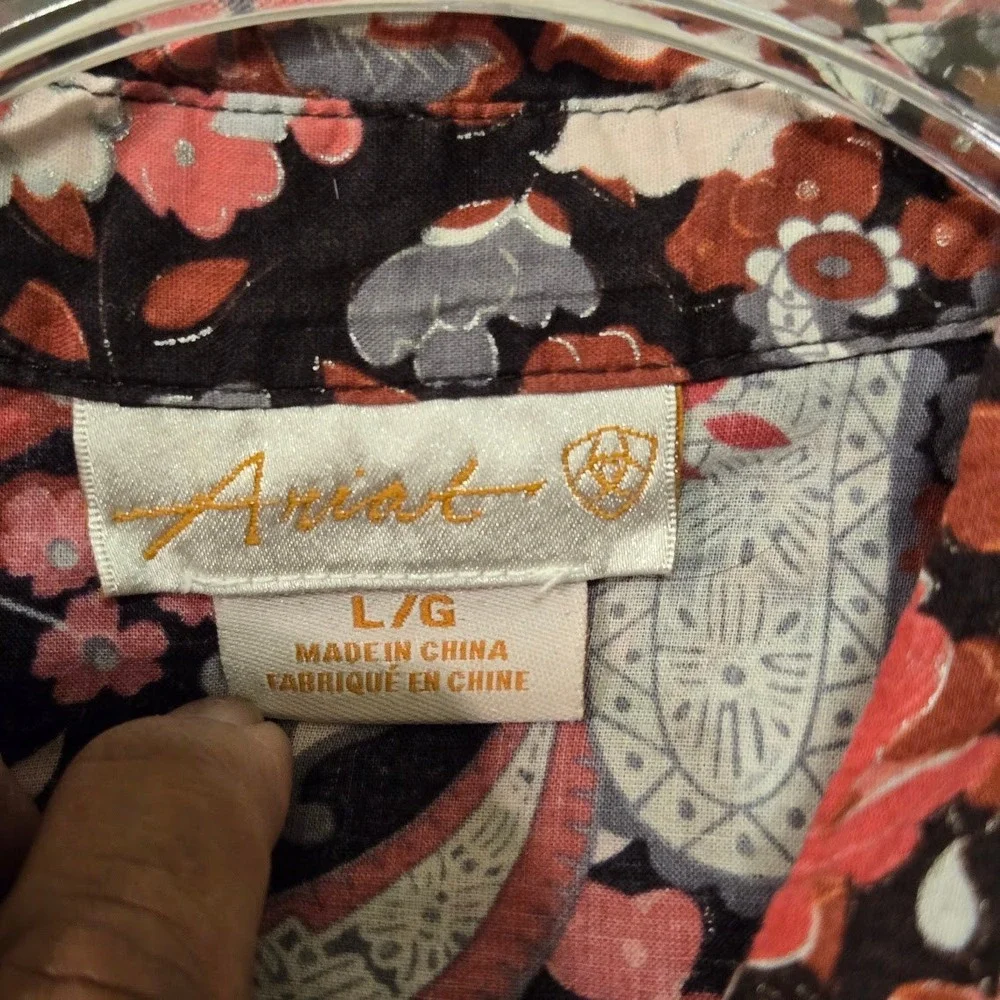 Ariat
L/G
MADE IN CHINA
FABRIQUÉ EN CHINE